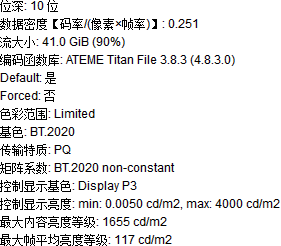 位深: 10 位
数据密度【码率/(像素×帧率)】: 0.251
流大小: 41.0 GiB (90%)
编码函数库: ATEME Titan File 3.8.3 (4.8.3.0)
Default: 是
Forced: 否
色彩范围: Limited
基色: BT.2020
传输特质: PQ
矩阵系数: BT.2020 non-constant
控制显示基色: Display P3
控制显示亮度: min: 0.0050 cd/m2, max: 4000 cd/m2
最大内容亮度等级: 1655 cd/m2
最大帧平均亮度等级: 117 cd/m2